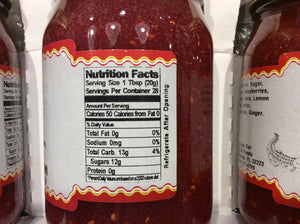 Nutrition Facts
Serving Size 1 Tbsp (20g)
Servings Per Container 28
Amount Per Serving
Calories 50 Calories from Fat 0
% Daily Value
Total Fat 0g 0%
Sodium 0mg 0%
Total Carb. 13g 4%
Sugars 12g
Protein 0g
Refrigerate After Opening
Sugar,
Lemon
Ginger,